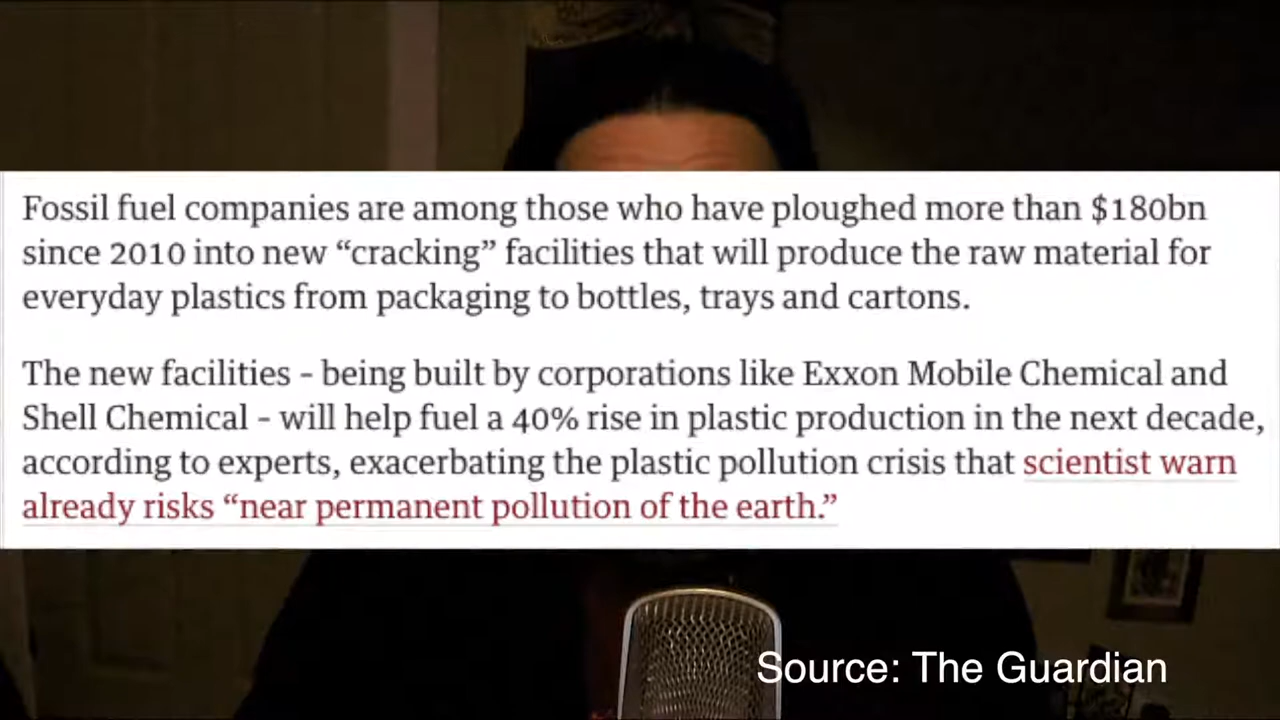 Fossil fuel companies are among those who have ploughed more than $180bn
since 2010 into new “cracking” facilities that will produce the raw material for
everyday plastics from packaging to bottles, trays and cartons.
The new facilities - being built by corporations like Exxon Mobile Chemical and
Shell Chemical - will help fuel a 40% rise in plastic production in the next decade,
according to experts, exacerbating the plastic pollution crisis that scientist warn
already risks “near permanent pollution of the earth.”
Source: The Guardian